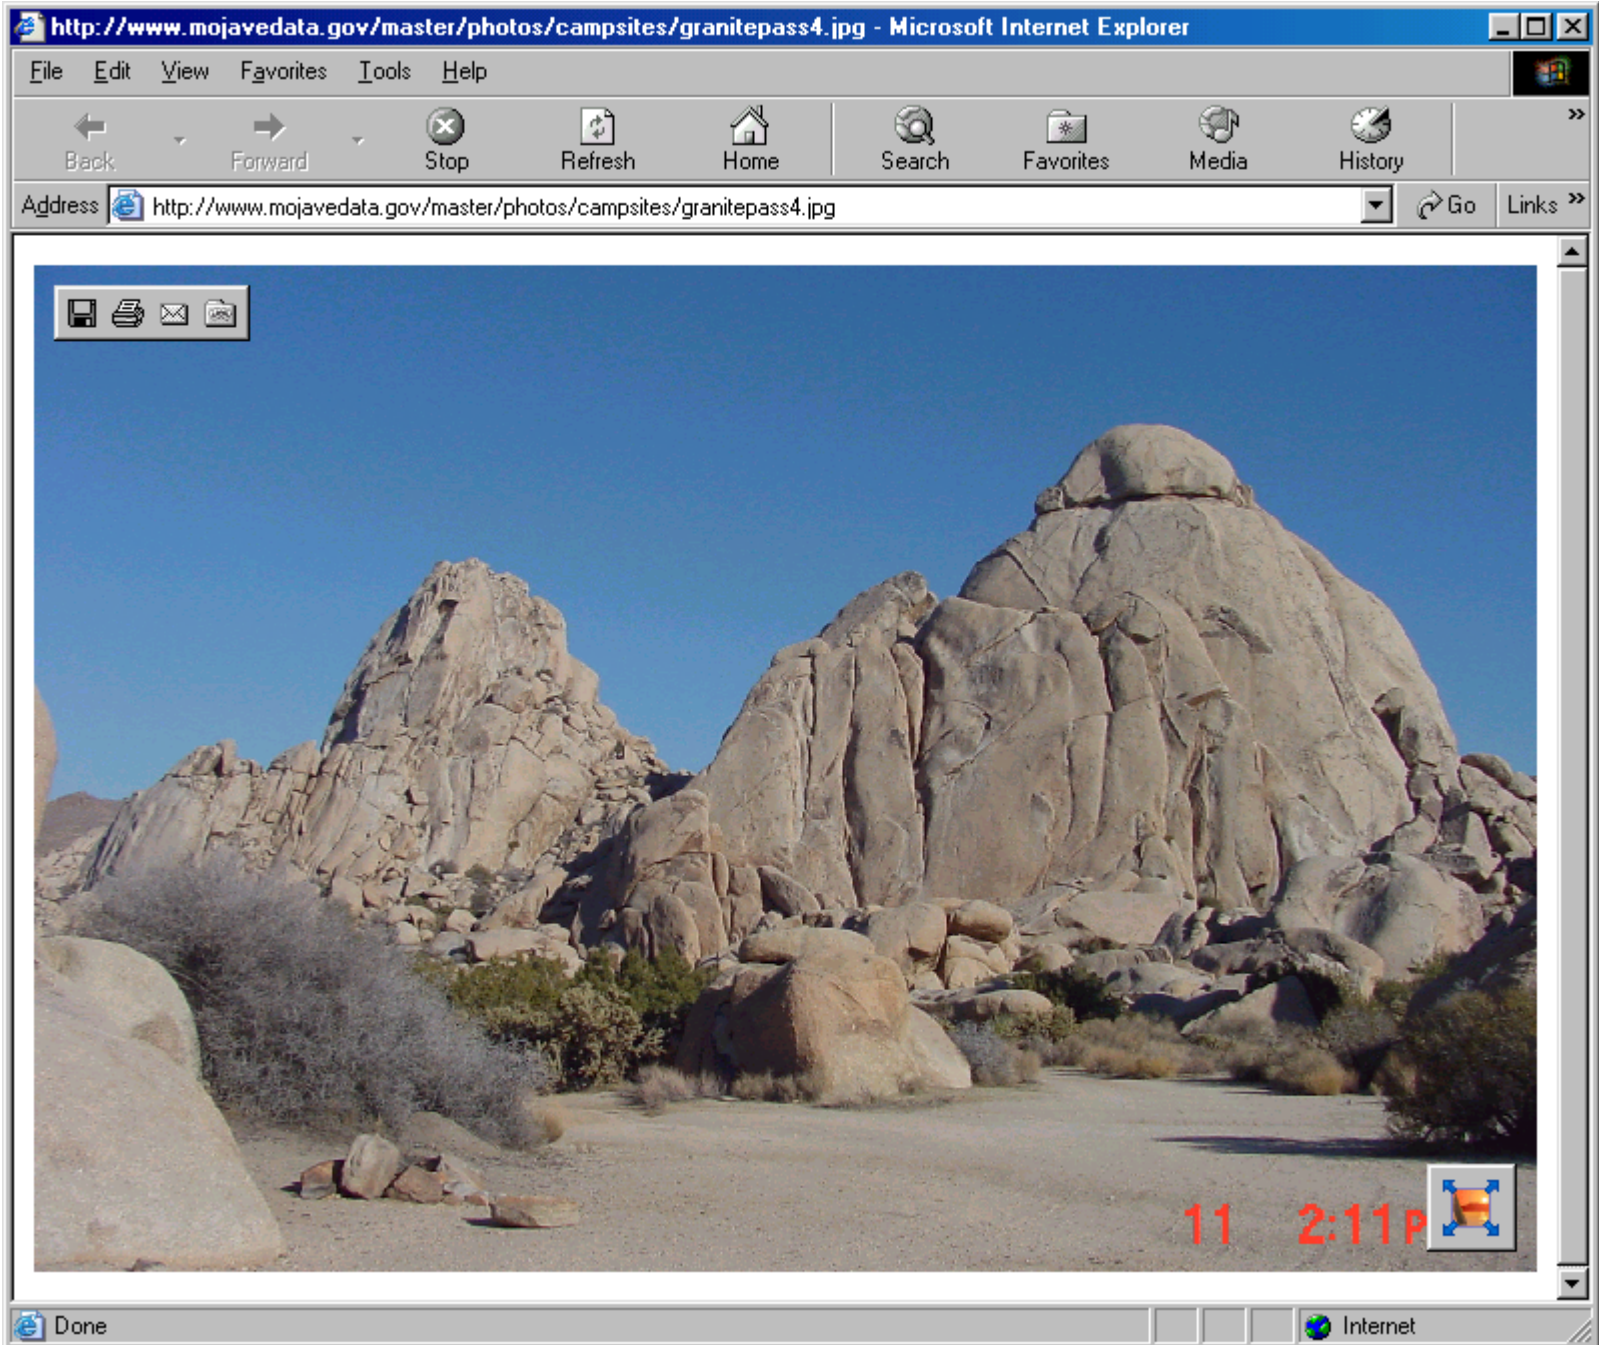 http://www.mojavedata.gov/master/photos/campsites/granitepass4.jpg - Microsoft Internet Explorer
File Edit View Favorites Tools Help
Back Forward Stop Refresh Home Search Favorites Media History »
Address http://www.mojavedata.gov/master/photos/campsites/granitepass4.jpg Go Links »
11 2:11P
Done Internet